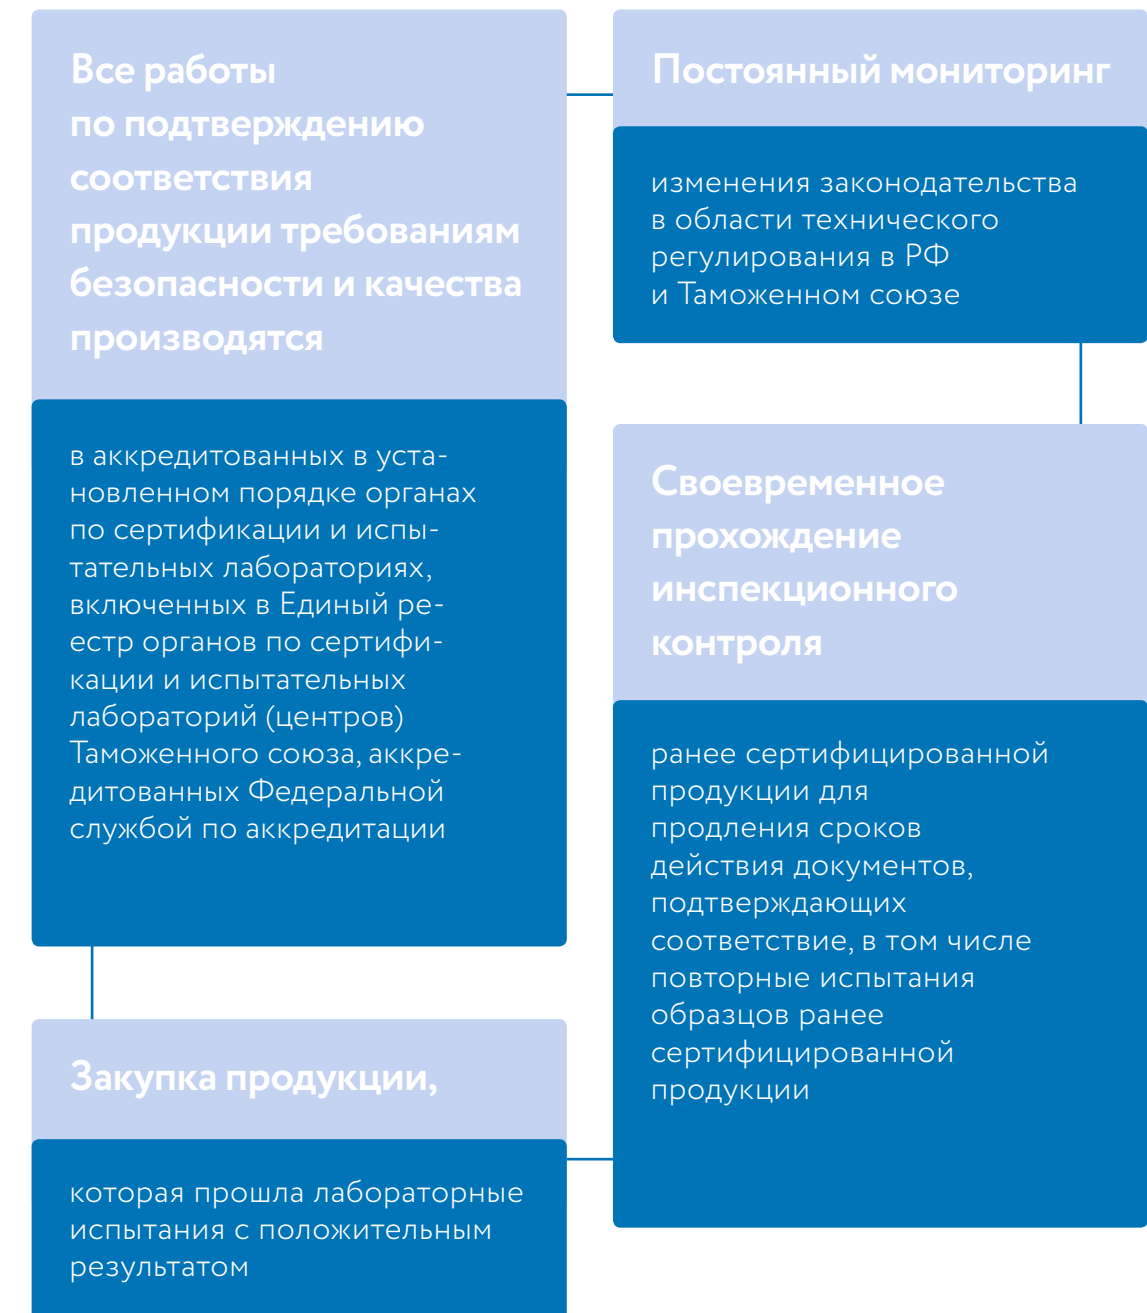 Все работы
по подтверждению
соответствия
продукции требованиям
безопасности и качества
производятся
в аккредитованных в уста-
новленном порядке органах
по сертификации и испы-
тательных лабораториях,
включенных в Единый ре-
естр органов по сертифи-
кации и испытательных
лабораторий (центров)
Таможенного союза, аккре-
дитованных Федеральной
службой по аккредитации
Постоянный мониторинг
изменения законодательства
в области технического
регулирования в РФ
и Таможенном союзе
Своевременное
прохождение
инспекционного
контроля
ранее сертифицированной
продукции для
продления сроков
действия документов,
подтверждающих
соответствие, в том числе
повторные испытания
образцов ранее
сертифицированной
продукции
Закупка продукции,
которая прошла лабораторные
испытания с положительным
результатом